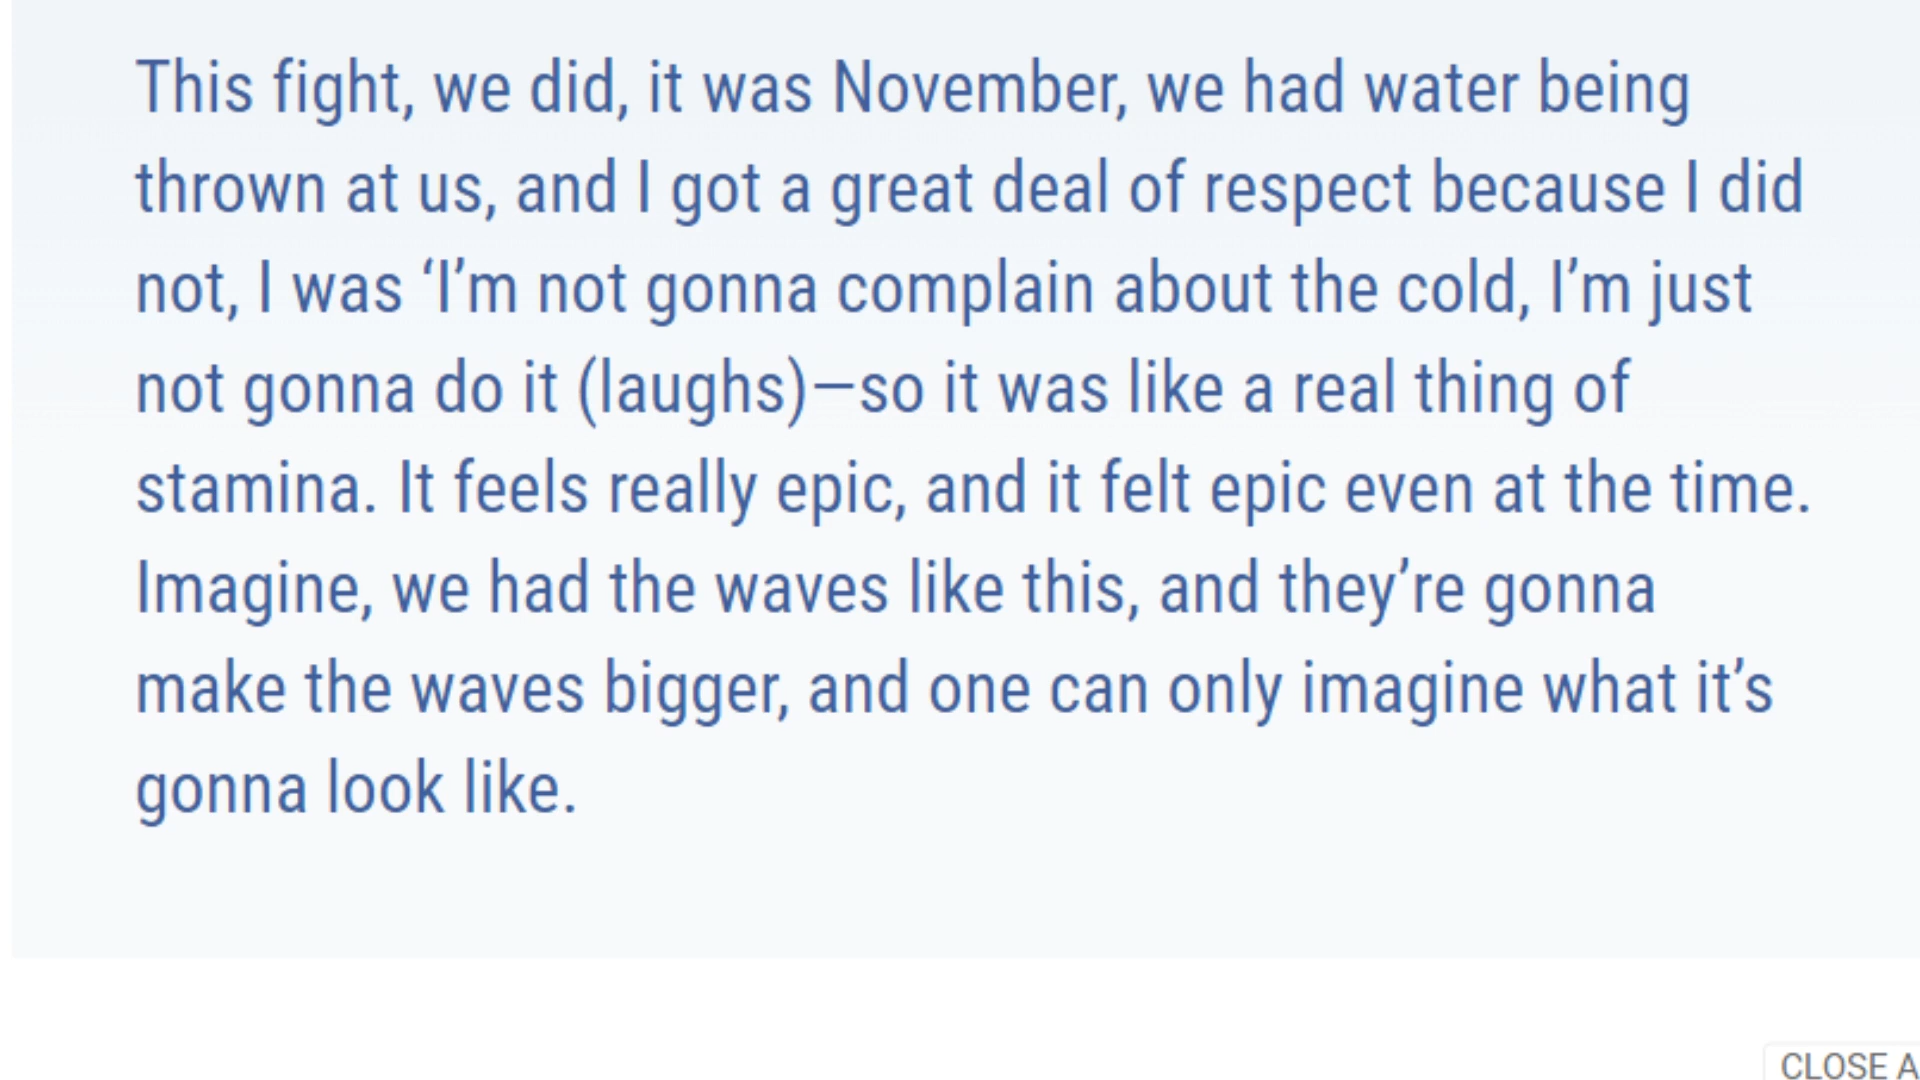 This fight, we did, it was November, we had water being
thrown at us, and I got a great deal of respect because I did
not, I was ‘I’m not gonna complain about the cold, I’m just
not gonna do it (laughs)—so it was like a real thing of
stamina. It feels really epic, and it felt epic even at the time.
Imagine, we had the waves like this, and they’re gonna
make the waves bigger, and one can only imagine what it’s
gonna look like.
CLOSE A